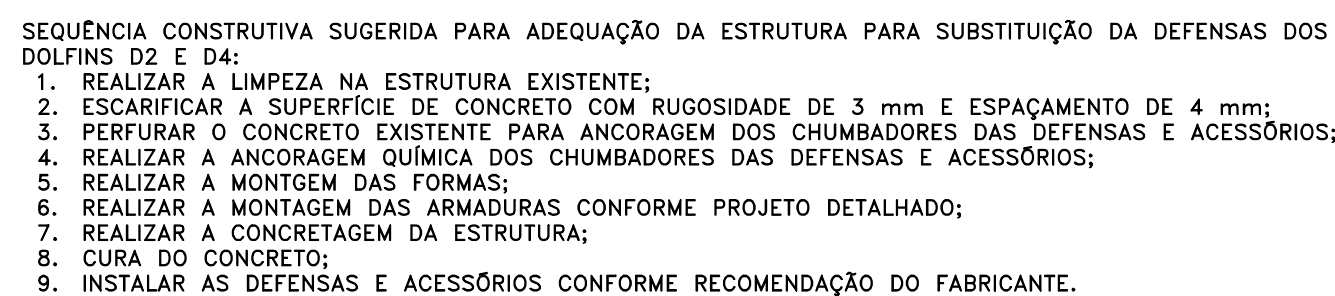 SEQUÊNCIA CONSTRUTIVA SUGERIDA PARA ADEQUAÇÃO DA ESTRUTURA PARA SUBSTITUIÇÃO DA DEFENSAS DOS
DOLFINS D2 E D4:
1. REALIZAR A LIMPEZA NA ESTRUTURA EXISTENTE;
2. ESCARIFICAR A SUPERFÍCIE DE CONCRETO COM RUGOSIDADE DE 3 mm E ESPAÇAMENTO DE 4 mm;
3. PERFURAR O CONCRETO EXISTENTE PARA ANCORAGEM DOS CHUMBADORES DAS DEFENSAS E ACESSÓRIOS;
4. REALIZAR A ANCORAGEM QUÍMICA DOS CHUMBADORES DAS DEFENSAS E ACESSÓRIOS;
5. REALIZAR A MONTGEM DAS FORMAS;
6. REALIZAR A MONTAGEM DAS ARMADURAS CONFORME PROJETO DETALHADO;
7. REALIZAR A CONCRETAGEM DA ESTRUTURA;
8. CURA DO CONCRETO;
9. INSTALAR AS DEFENSAS E ACESSÓRIOS CONFORME RECOMENDAÇÃO DO FABRICANTE.